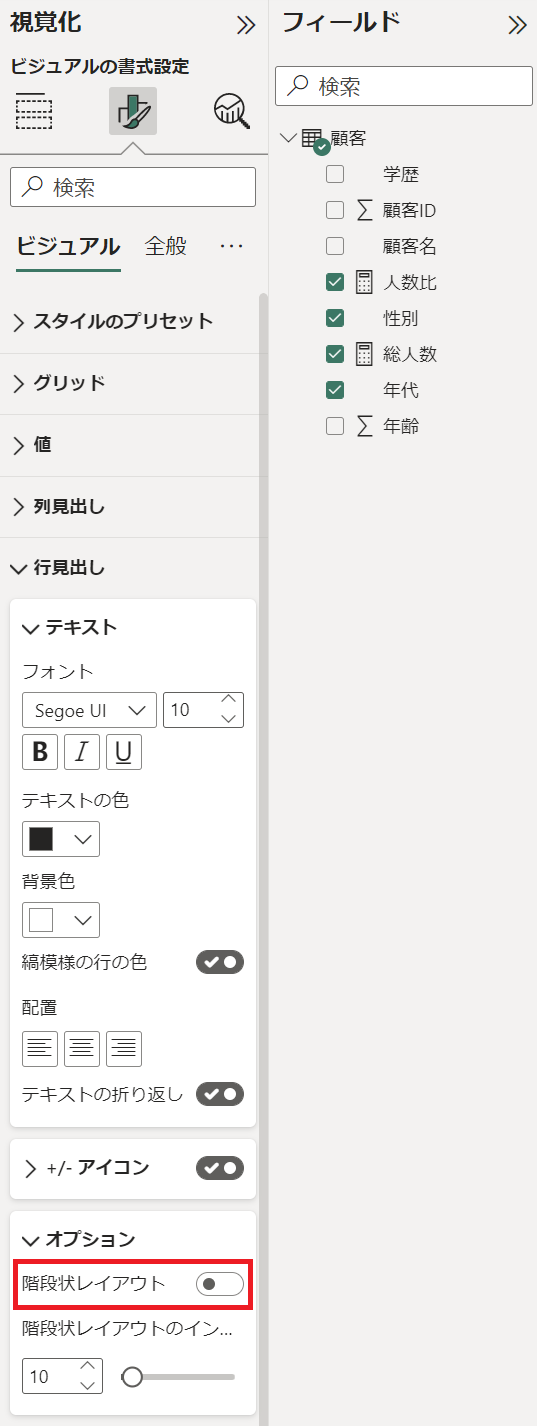 視覚化
ビジュアルの書式設定
検索
ビジュアル 全般 …
スタイルのプリセット
グリッド
値
列見出し
行見出し
テキスト
フォント
Segoe UI 10
B I U
テキストの色
背景色
縞模様の行の色
配置
テキストの折り返し
+/- アイコン
オプション
階段状レイアウト
階段状レイアウトのイン...
10
フィールド
検索
顧客
学歴
顧客ID
顧客名
人数比
性別
総人数
年代
年齢